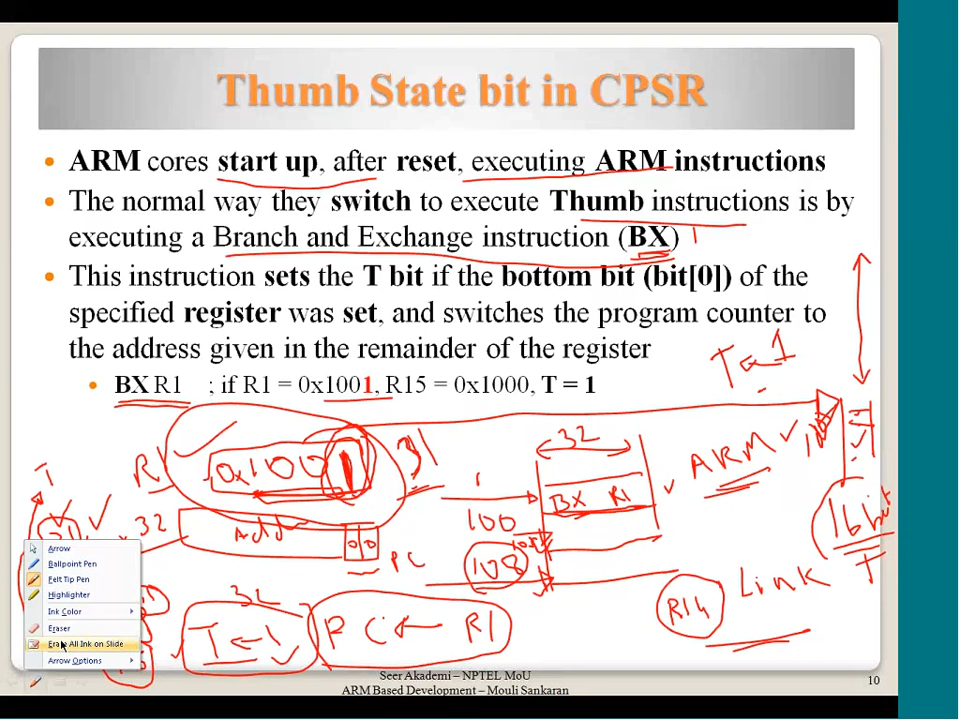 Thumb State bit in CPSR
• ARM cores start up, after reset, executing ARM instructions
• The normal way they switch to execute Thumb instructions is by
executing a Branch and Exchange instruction (BX)
• This instruction sets the T bit if the bottom bit (bit[0]) of the
specified register was set, and switches the program counter to
the address given in the remainder of the register
• BX R1 ; if R1 = 0x1001, R15 = 0x1000, T = 1
T ← 1
R1
0x1001
31
32
ARM
32
Add
00
PC
100
BX R1
108
16 bit
T
Link
R14
32
T ← 1
PC ← R1
Arrow
Ballpoint Pen
Felt Tip Pen
Highlighter
Ink Color
Eraser
Erase All Ink on Slide
Arrow Options
Seer Akademi – NPTEL MoU
ARM Based Development – Mouli Sankaran
10